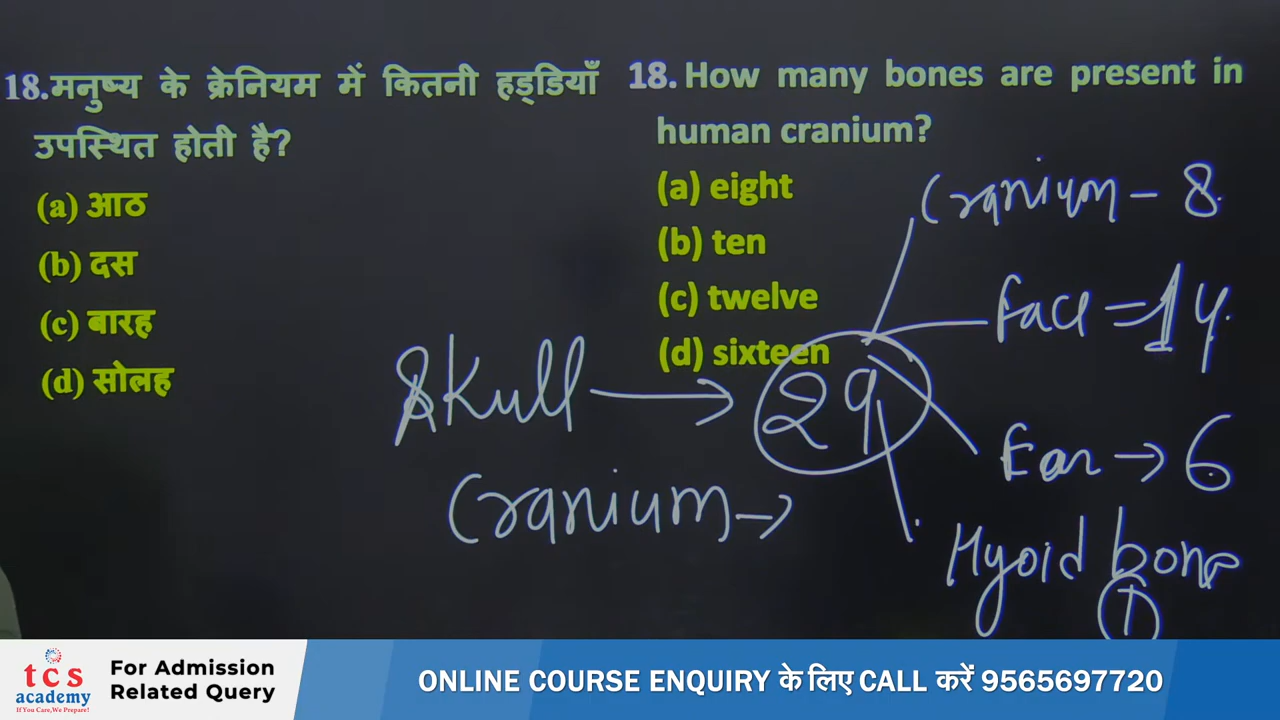 18.मनुष्य के क्रेनियम में कितनी हड्डियाँ
उपस्थित होती है?
(a) आठ
(b) दस
(c) बारह
(d) सोलह
18. How many bones are present in
human cranium?
(a) eight
(b) ten
(c) twelve
(d) sixteen
Cranium - 8
face = 14
Skull → 29
Ear → 6
Cranium →
Hyoid bone
1
tcs
academy
If You Care,We Prepare!
For Admission
Related Query
ONLINE COURSE ENQUIRY के लिए CALL करें 9565697720